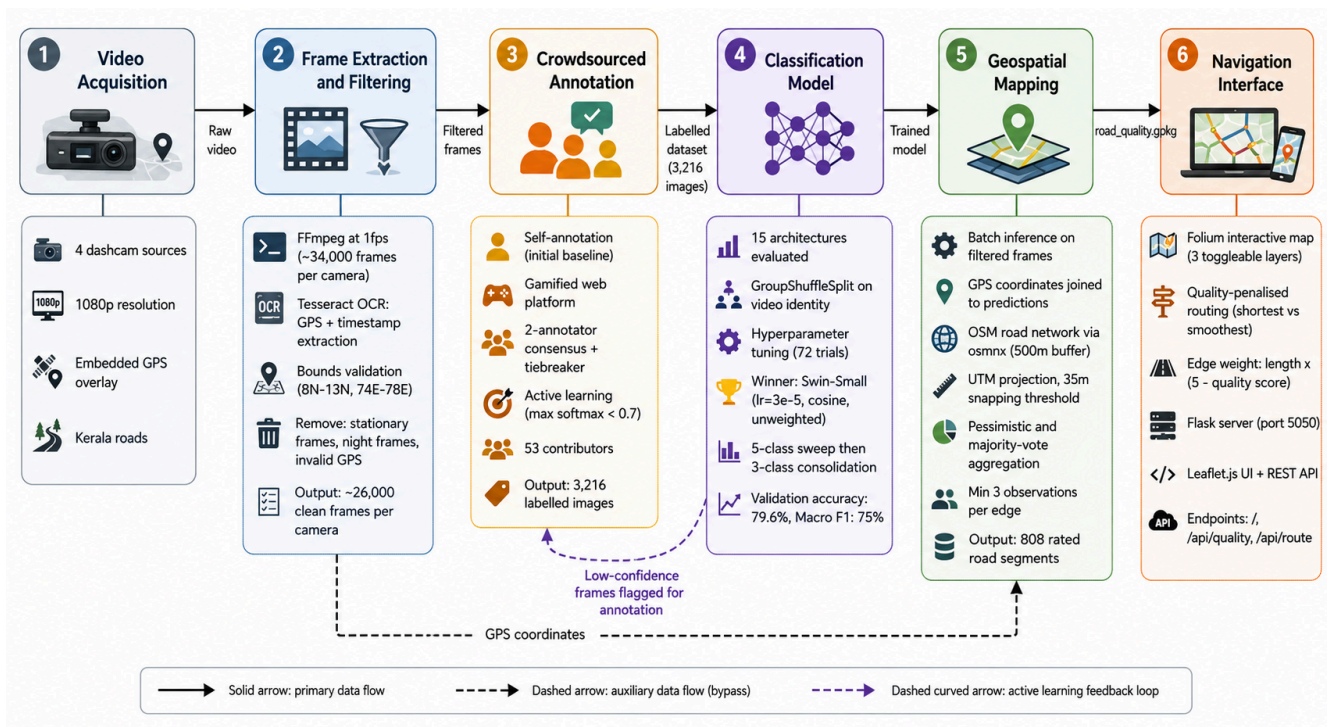 1
Video
Acquisition
Raw
video
4 dashcam sources
1080p
1080p resolution
Embedded GPS
overlay
Kerala roads
2
Frame Extraction
and Filtering
Filtered
frames
FFmpeg at 1fps
(~34,000 frames
per camera)
OCR
Tesseract OCR:
GPS + timestamp
extraction
Bounds validation
(8N-13N, 74E-78E)
Remove: stationary
frames, night frames,
invalid GPS
Output: ~26,000
clean frames per
camera
3
Crowdsourced
Annotation
Labelled
dataset
(3,216
images)
Self-annotation
(initial baseline)
Gamified web
platform
2-annotator
consensus +
tiebreaker
Active learning
(max softmax < 0.7)
53 contributors
Output: 3,216
labelled images
4
Classification
Model
Trained
model
15 architectures
evaluated
GroupShuffleSplit on
video identity
Hyperparameter
tuning (72 trials)
Winner: Swin-Small
(lr=3e-5, cosine,
unweighted)
5-class sweep then
3-class consolidation
Validation accuracy:
79.6%, Macro F1: 75%
5
Geospatial
Mapping
road_quality.gpkg
Batch inference on
filtered frames
GPS coordinates joined
to predictions
OSM road network via
osmnx (500m buffer)
UTM projection, 35m
snapping threshold
Pessimistic and
majority-vote
aggregation
Min 3 observations
per edge
Output: 808 rated
road segments
6
Navigation
Interface
Folium interactive map
(3 toggleable layers)
Quality-penalised
routing (shortest vs
smoothest)
Edge weight: length x
(5 - quality score)
Flask server (port 5050)
</> Leaflet.js UI + REST API
API
Endpoints: /,
/api/quality, /api/route
Low-confidence
frames flagged for
annotation
GPS coordinates
Solid arrow: primary data flow
Dashed arrow: auxiliary data flow (bypass)
Dashed curved arrow: active learning feedback loop